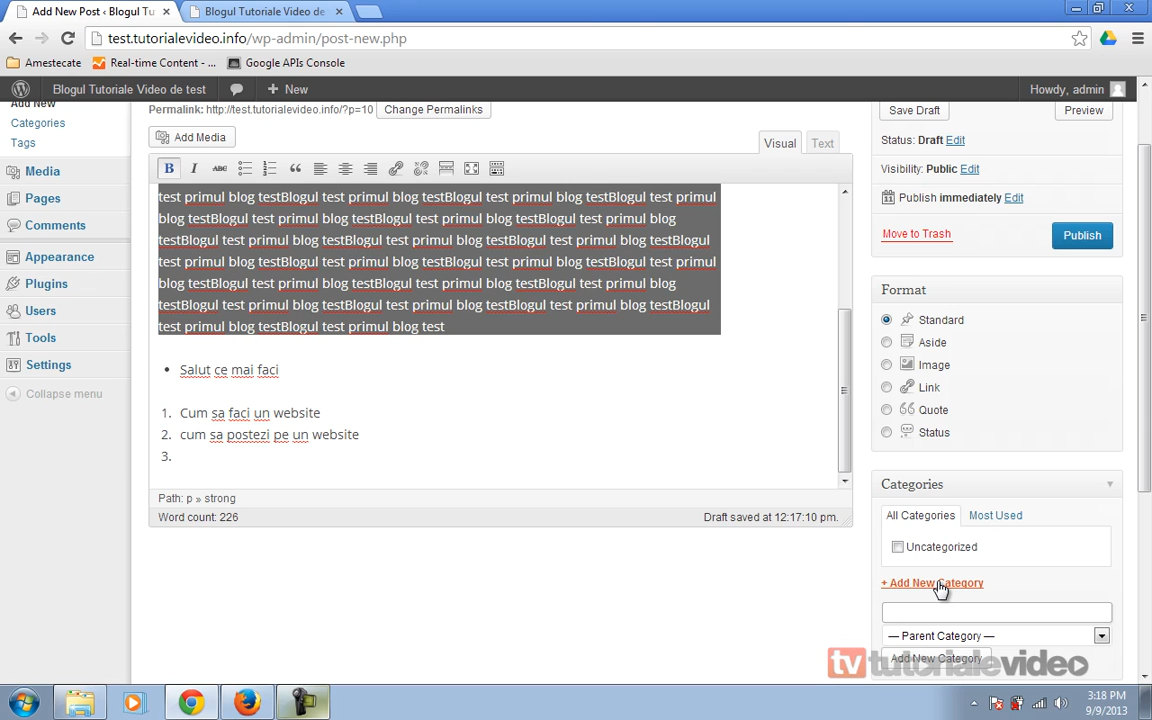 Add New Post ‹ Blogul Tu
Blogul Tutoriale Video de
test.tutorialevideo.info/wp-admin/post-new.php
Amestecate
Real-time Content - ...
Google APIs Console
Blogul Tutoriale Video de test
New
Howdy, admin
Add New
Categories
Tags
Media
Pages
Comments
Appearance
Plugins
Users
Tools
Settings
Collapse menu
Permalink: http://test.tutorialevideo.info/?p=10 Change Permalinks
Add Media
Visual
Text
B I ABC
test primul blog testBlogul test primul blog testBlogul test primul blog testBlogul test primul
blog testBlogul test primul blog testBlogul test primul blog testBlogul test primul blog
testBlogul test primul blog testBlogul test primul blog testBlogul test primul blog testBlogul
test primul blog testBlogul test primul blog testBlogul test primul blog testBlogul test primul
blog testBlogul test primul blog testBlogul test primul blog testBlogul test primul blog
testBlogul test primul blog testBlogul test primul blog testBlogul test primul blog testBlogul
test primul blog testBlogul test primul blog test
• Salut ce mai faci
1. Cum sa faci un website
2. cum sa postezi pe un website
3.
Path: p » strong
Word count: 226
Draft saved at 12:17:10 pm.
Save Draft
Preview
Status: Draft Edit
Visibility: Public Edit
Publish immediately Edit
Move to Trash
Publish
Format
Standard
Aside
Image
Link
Quote
Status
Categories
All Categories
Most Used
Uncategorized
+ Add New Category
— Parent Category —
Add New Category
tv tutorialevideo
3:18 PM
9/9/2013